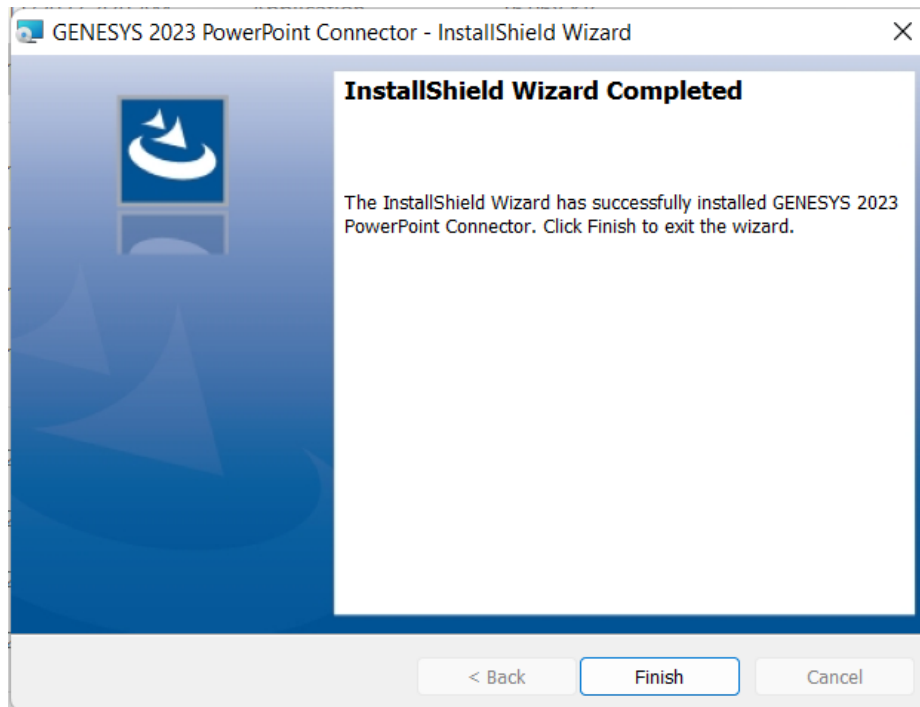 GENESYS 2023 PowerPoint Connector - InstallShield Wizard
InstallShield Wizard Completed
The InstallShield Wizard has successfully installed GENESYS 2023
PowerPoint Connector. Click Finish to exit the wizard.
< Back
Finish
Cancel